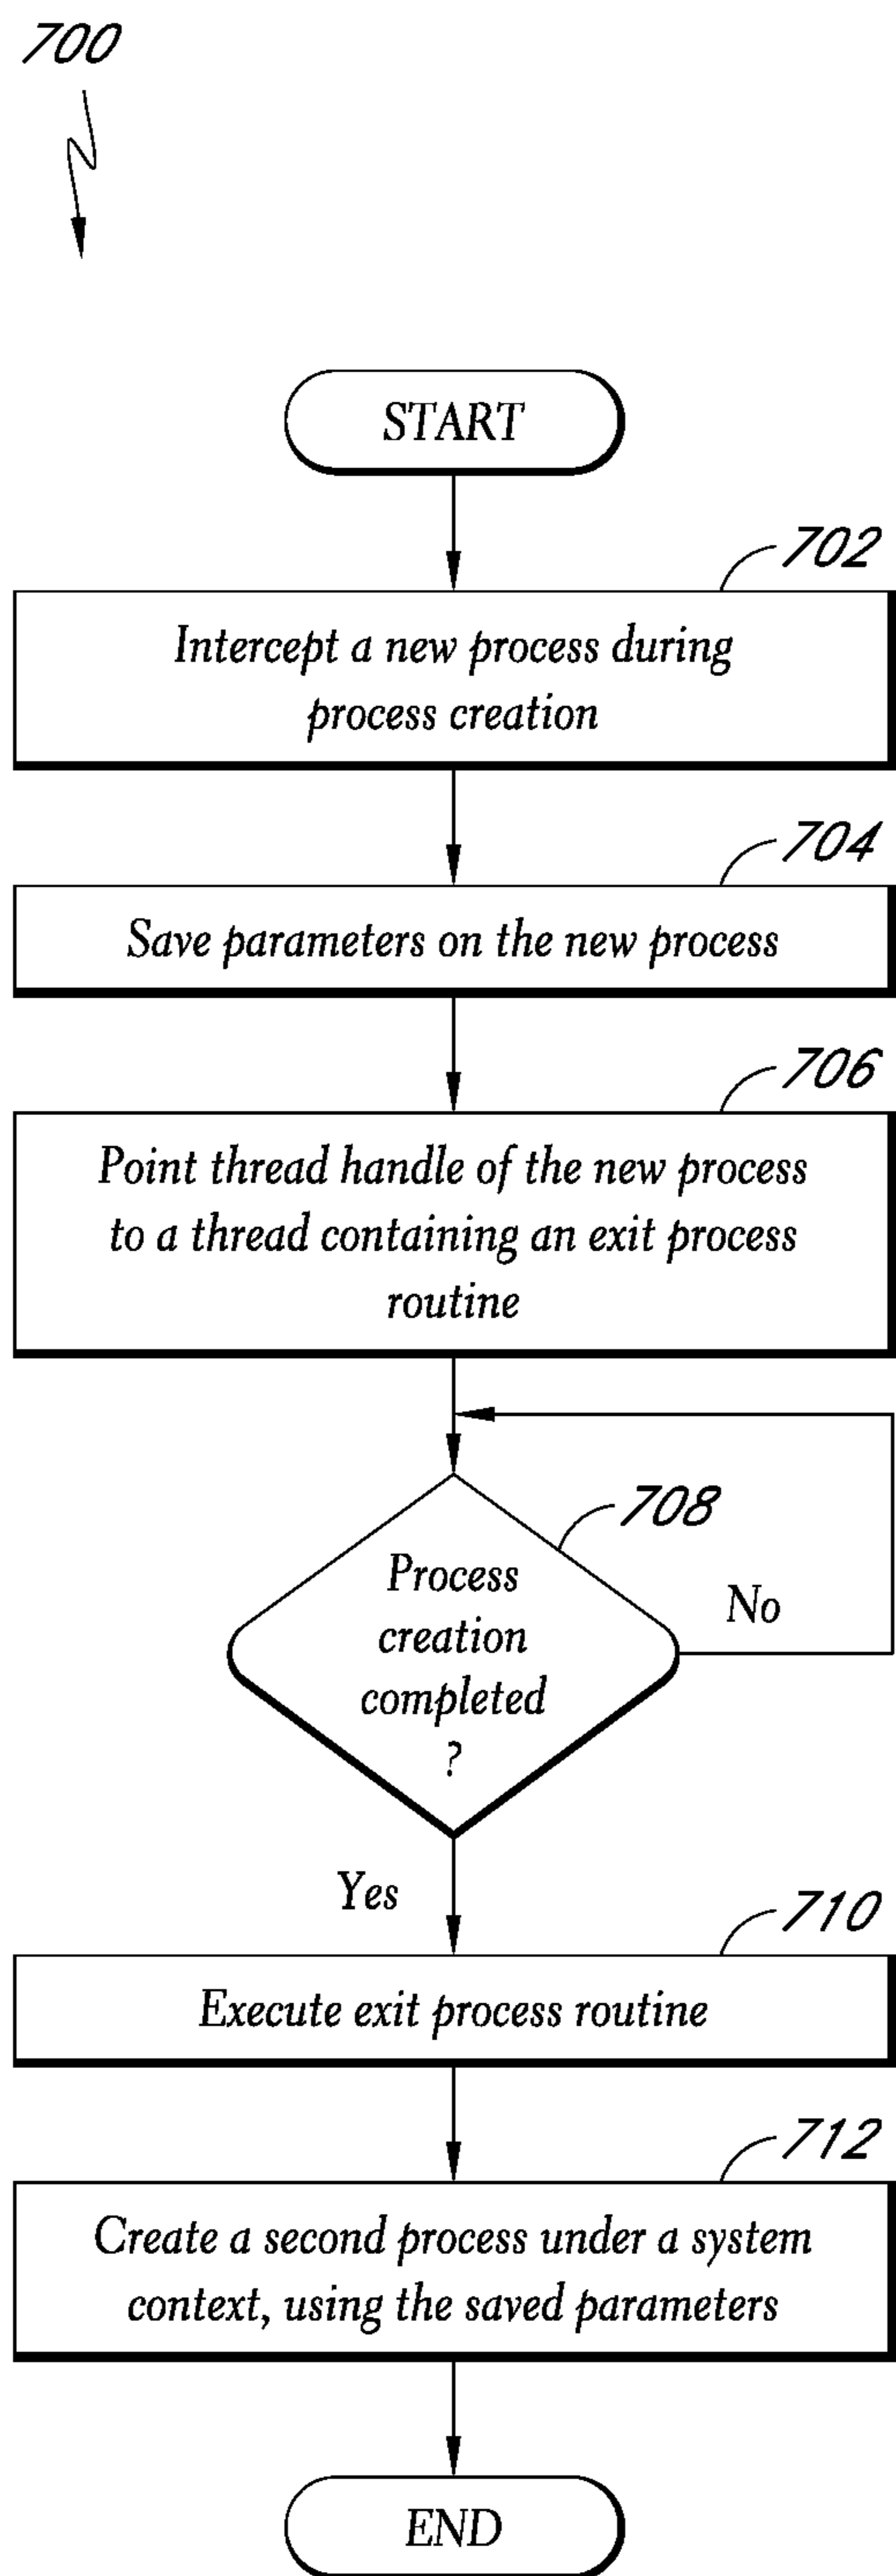 700
START
702
Intercept a new process during
process creation
704
Save parameters on the new process
706
Point thread handle of the new process
to a thread containing an exit process
routine
708
Process
creation
completed
?
No
Yes
710
Execute exit process routine
712
Create a second process under a system
context, using the saved parameters
END